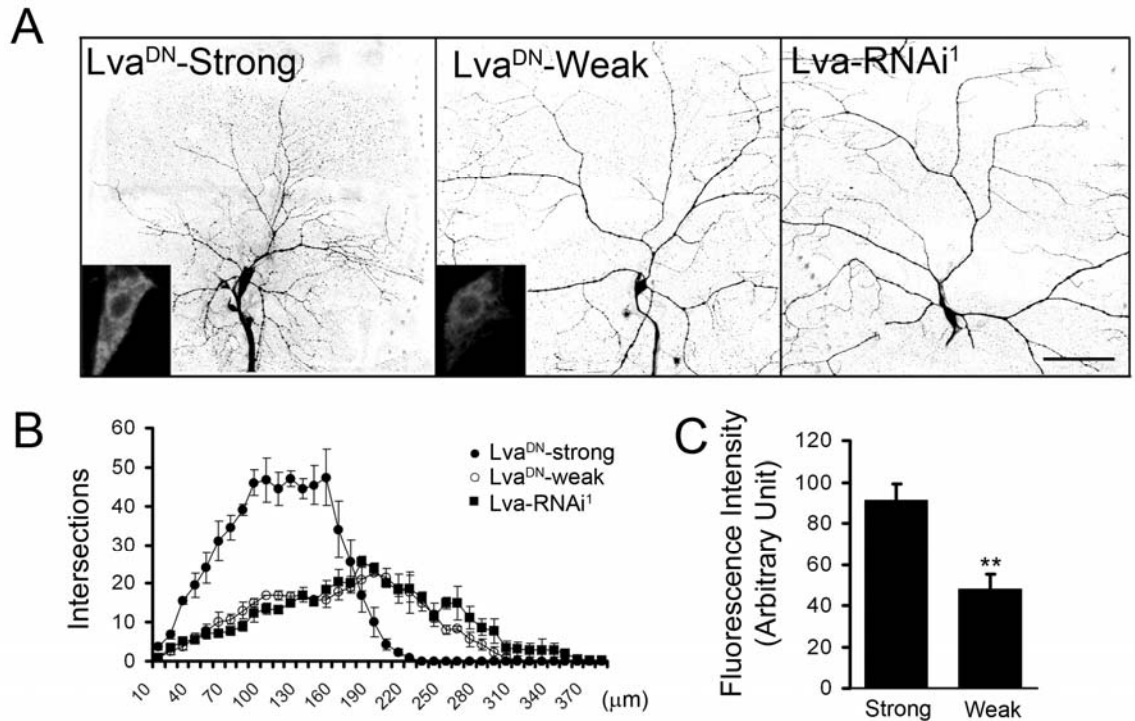 A
Lvaᴰᴺ-Strong
Lvaᴰᴺ-Weak
Lva-RNAi¹
B
Intersections
60
50
40
30
20
10
0
10 40 70 100 130 160 190 220 250 280 310 340 370 (μm)
Lvaᴰᴺ-strong
Lvaᴰᴺ-weak
Lva-RNAi¹
C
Fluorescence Intensity
(Arbitrary Unit)
120
100
80
60
40
20
0
**
Strong Weak